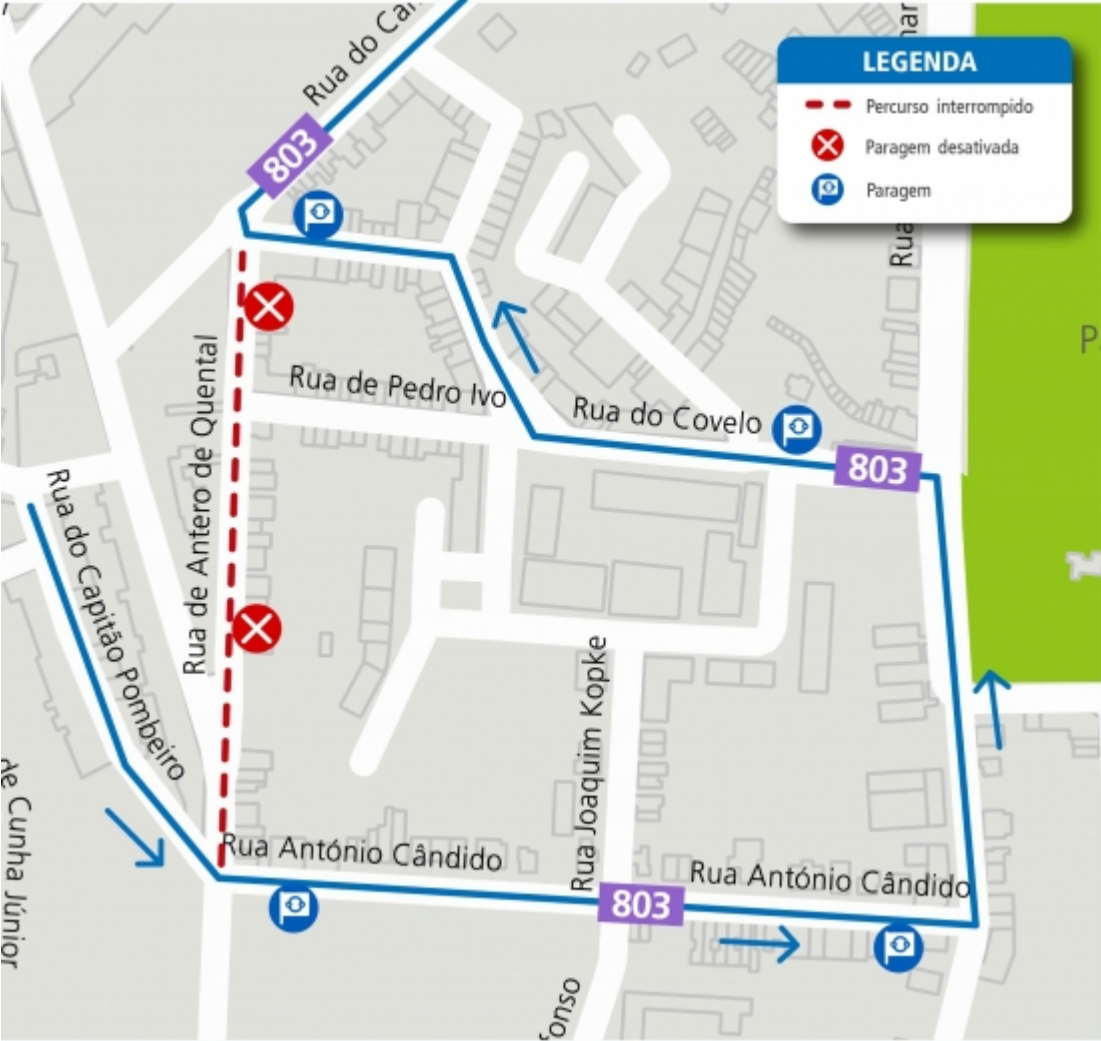 Rua do
803
LEGENDA
Percurso interrompido
Paragem desativada
Paragem
Rua
Rua de Antero de Quental
Rua de Pedro Ivo
Rua do Covelo
803
Rua do Capitão Pombeiro
Rua Joaquim Kopke
de Cunha Júnior
Rua António Cândido
803
Rua António Cândido